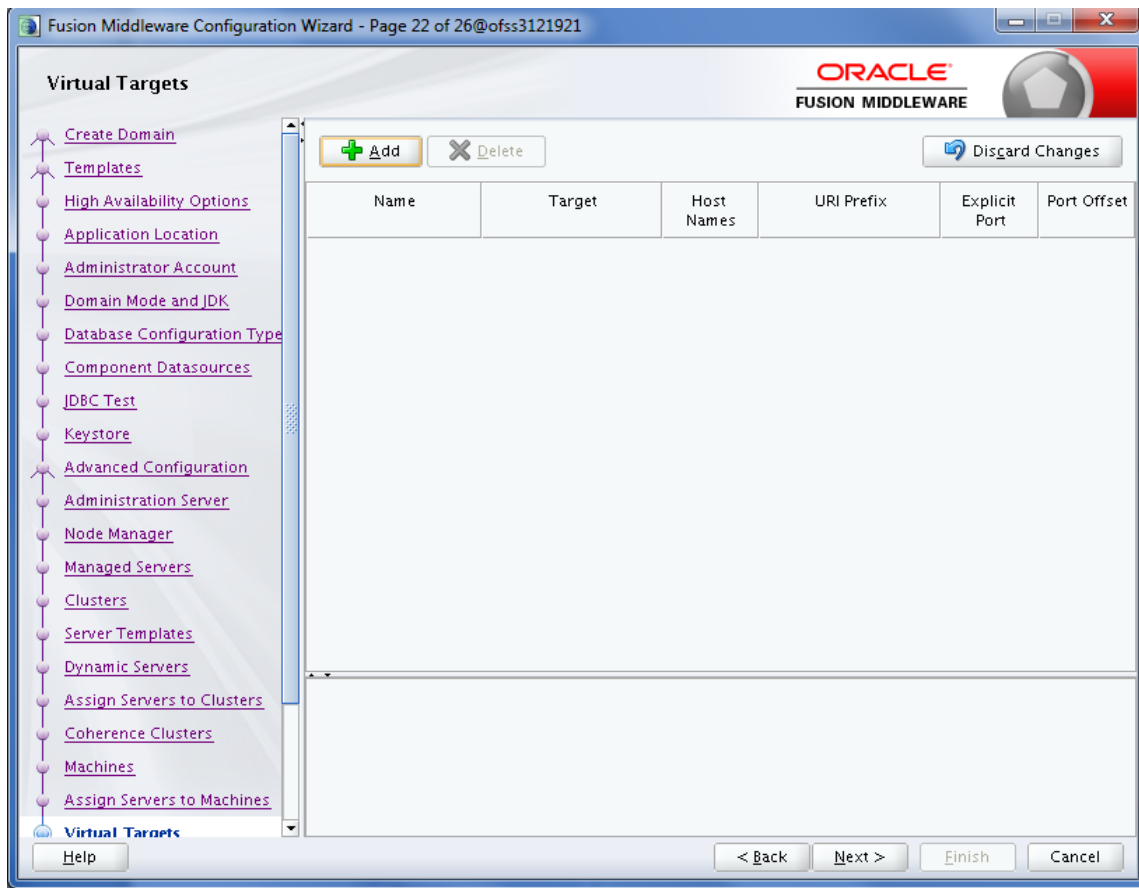 Fusion Middleware Configuration Wizard - Page 22 of 26@ofss3121921
Virtual Targets
ORACLE
FUSION MIDDLEWARE
Create Domain
Templates
High Availability Options
Application Location
Administrator Account
Domain Mode and JDK
Database Configuration Type
Component Datasources
JDBC Test
Keystore
Advanced Configuration
Administration Server
Node Manager
Managed Servers
Clusters
Server Templates
Dynamic Servers
Assign Servers to Clusters
Coherence Clusters
Machines
Assign Servers to Machines
Virtual Targets
Add Delete Discard Changes
Name Target Host Names URI Prefix Explicit Port Port Offset
Help < Back Next > Finish Cancel